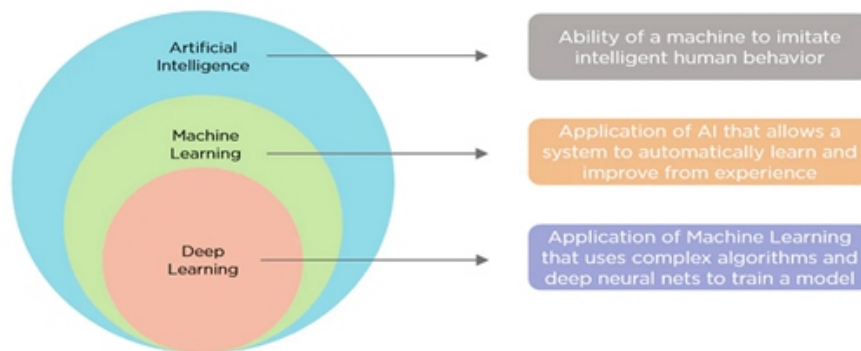 Artificial
Intelligence
Ability of a machine to imitate
intelligent human behavior
Machine
Learning
Application of AI that allows a
system to automatically learn and
improve from experience
Deep
Learning
Application of Machine Learning
that uses complex algorithms and
deep neural nets to train a model